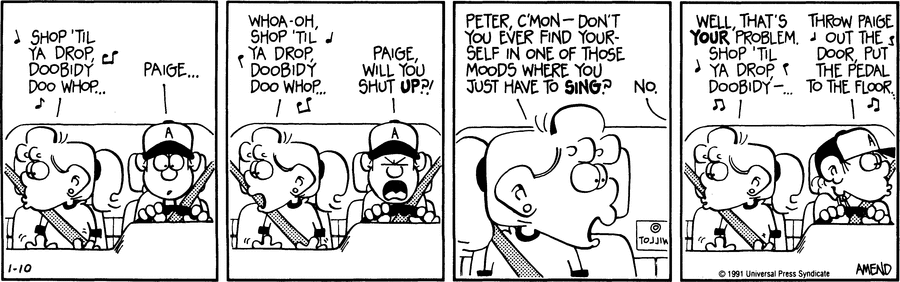 SHOP 'TIL
YA DROP,
DOOBIDY
DOO WHOP...
PAIGE...
A
1-10
WHOA-OH,
SHOP 'TIL
YA DROP,
DOOBIDY
DOO WHOP...
PAIGE,
WILL YOU
SHUT UP?!
A
PETER, C'MON — DON'T
YOU EVER FIND YOUR-
SELF IN ONE OF THOSE
MOODS WHERE YOU
JUST HAVE TO SING?
NO.
WELL, THAT'S
YOUR PROBLEM.
SHOP 'TIL
YA DROP,
DOOBIDY—...
THROW PAIGE
OUT THE
DOOR, PUT
THE PEDAL
TO THE FLOOR...
A
© 1991 Universal Press Syndicate
AMEND